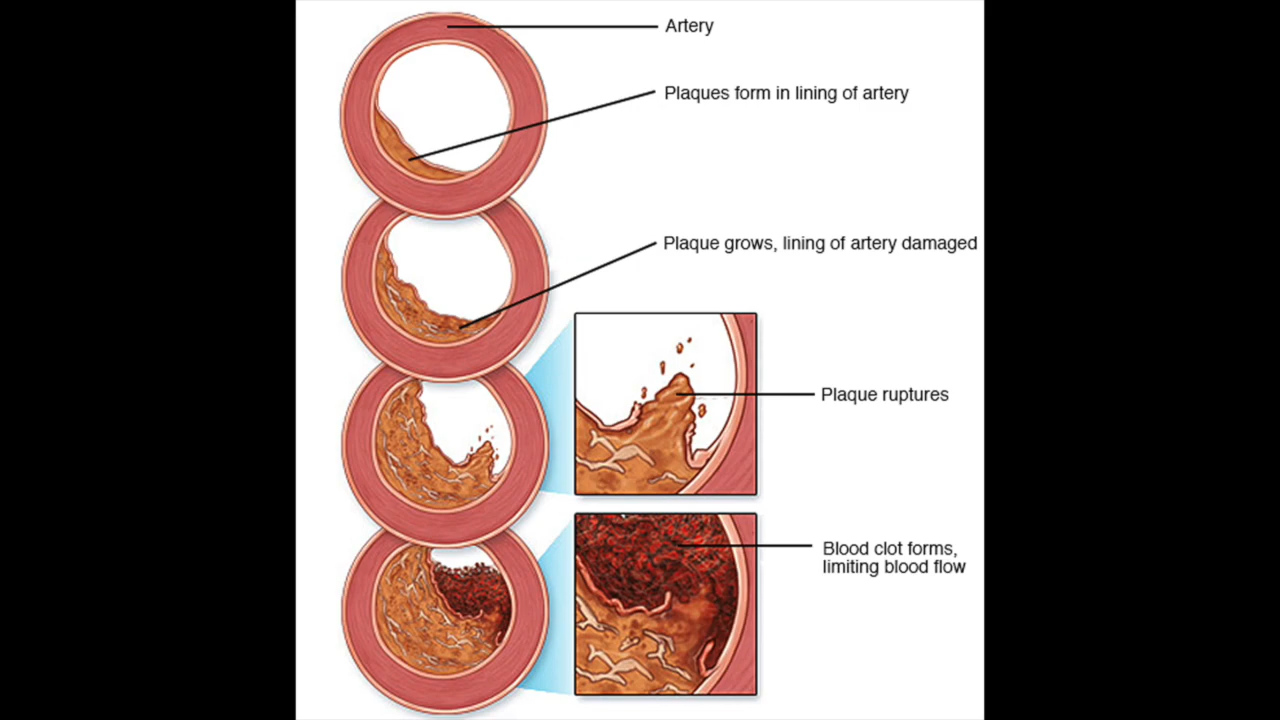 Artery
Plaques form in lining of artery
Plaque grows, lining of artery damaged
Plaque ruptures
Blood clot forms,
limiting blood flow